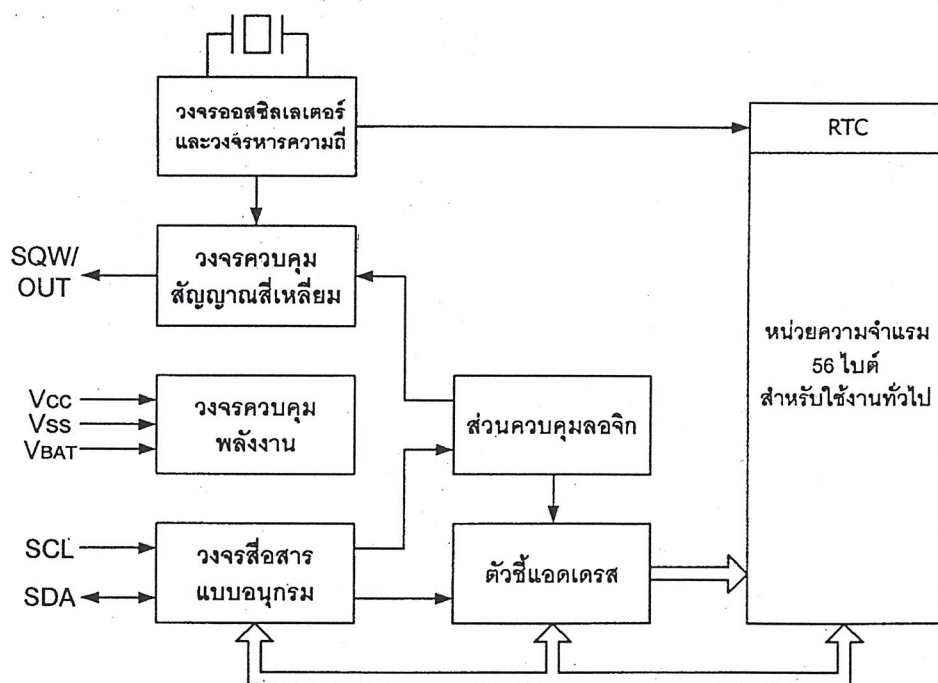 วงจรออสซิลเลเตอร์
และวงจรหารความถี่
RTC
SQW/
OUT
วงจรควบคุม
สัญญาณสี่เหลี่ยม
หน่วยความจำแรม
56 ไบต์
สำหรับใช้งานทั่วไป
VCC
VSS
VBAT
วงจรควบคุม
พลังงาน
ส่วนควบคุมลอจิก
SCL
SDA
วงจรสื่อสาร
แบบอนุกรม
ตัวชี้แอดเดรส